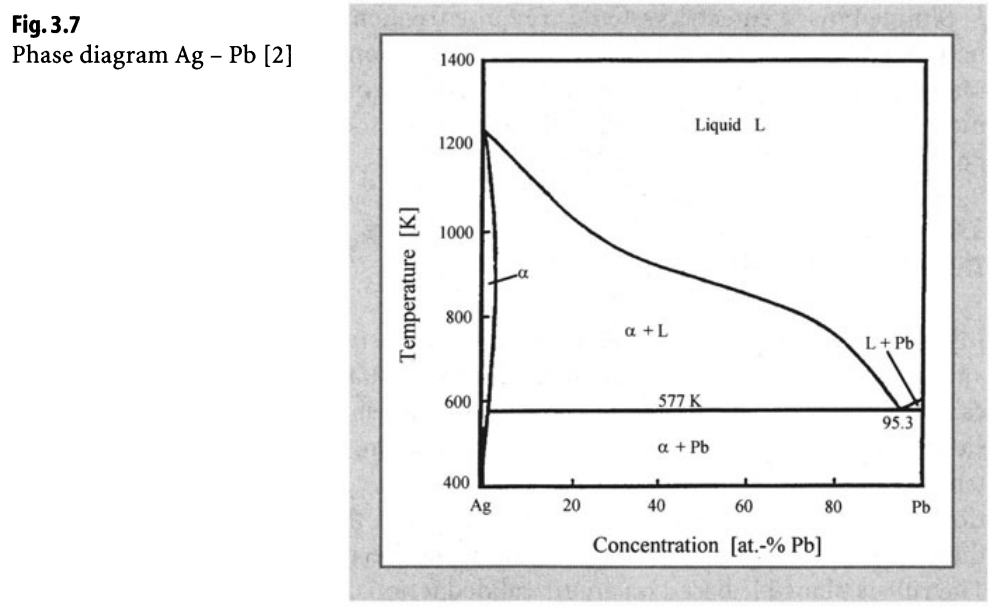 Fig. 3.7
Phase diagram Ag – Pb [2]
1400
Liquid L
1200
1000
α
800
α + L
L + Pb
600
577 K
95.3
α + Pb
400
Ag
20
40
60
80
Pb
Temperature [K]
Concentration [at.-% Pb]